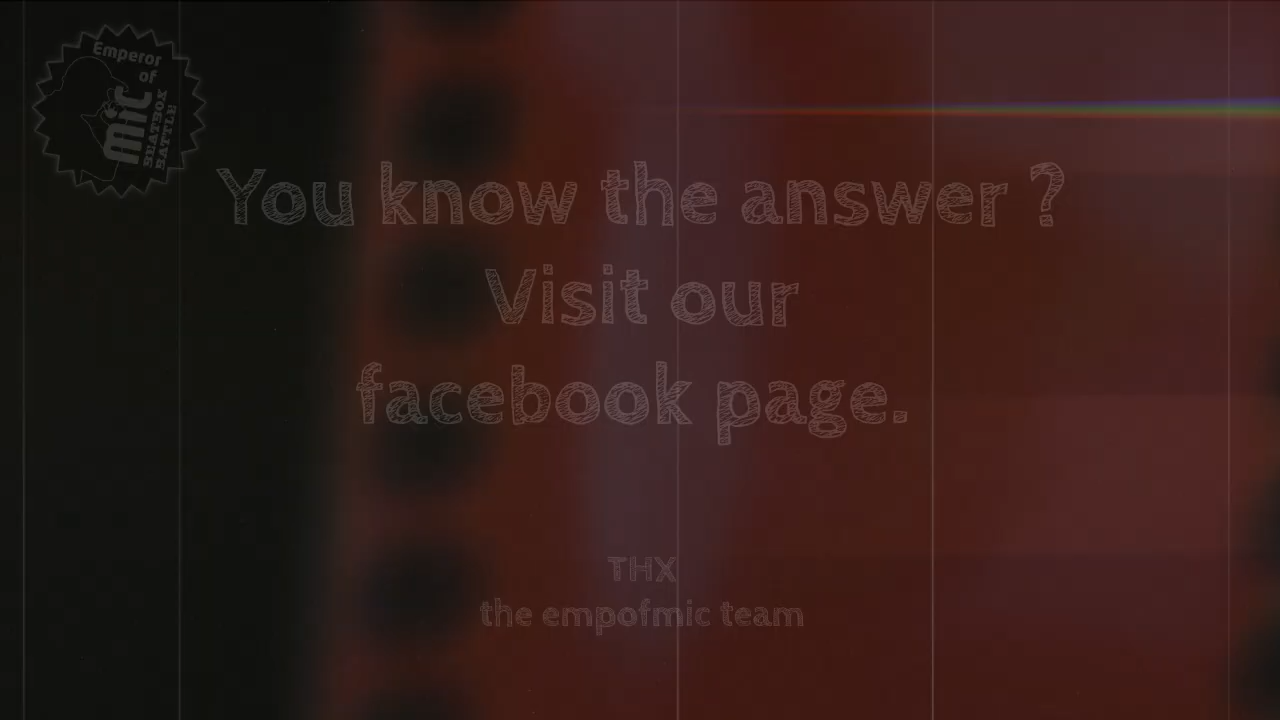 Emperor
of
MIC
BEATBOX
BATTLE
You know the answer ?
Visit our
facebook page.
THX
the empofmic team